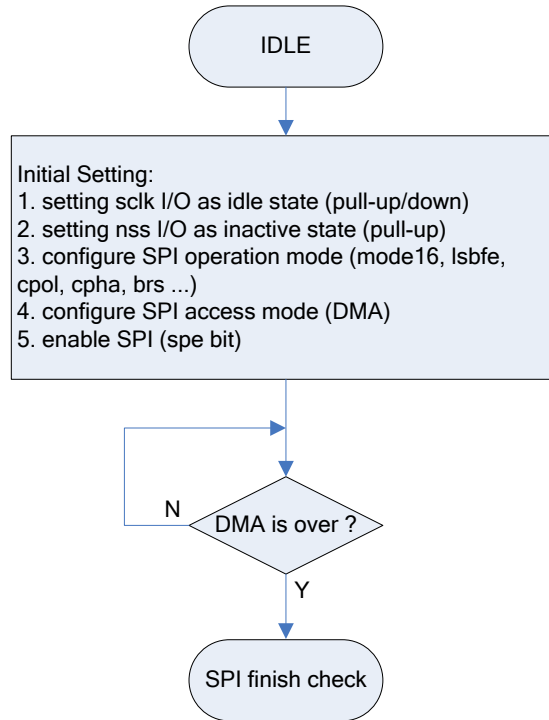 IDLE
Initial Setting:
1. setting sclk I/O as idle state (pull-up/down)
2. setting nss I/O as inactive state (pull-up)
3. configure SPI operation mode (mode16, lsbfe,
cpol, cpha, brs ...)
4. configure SPI access mode (DMA)
5. enable SPI (spe bit)
N
DMA is over ?
Y
SPI finish check